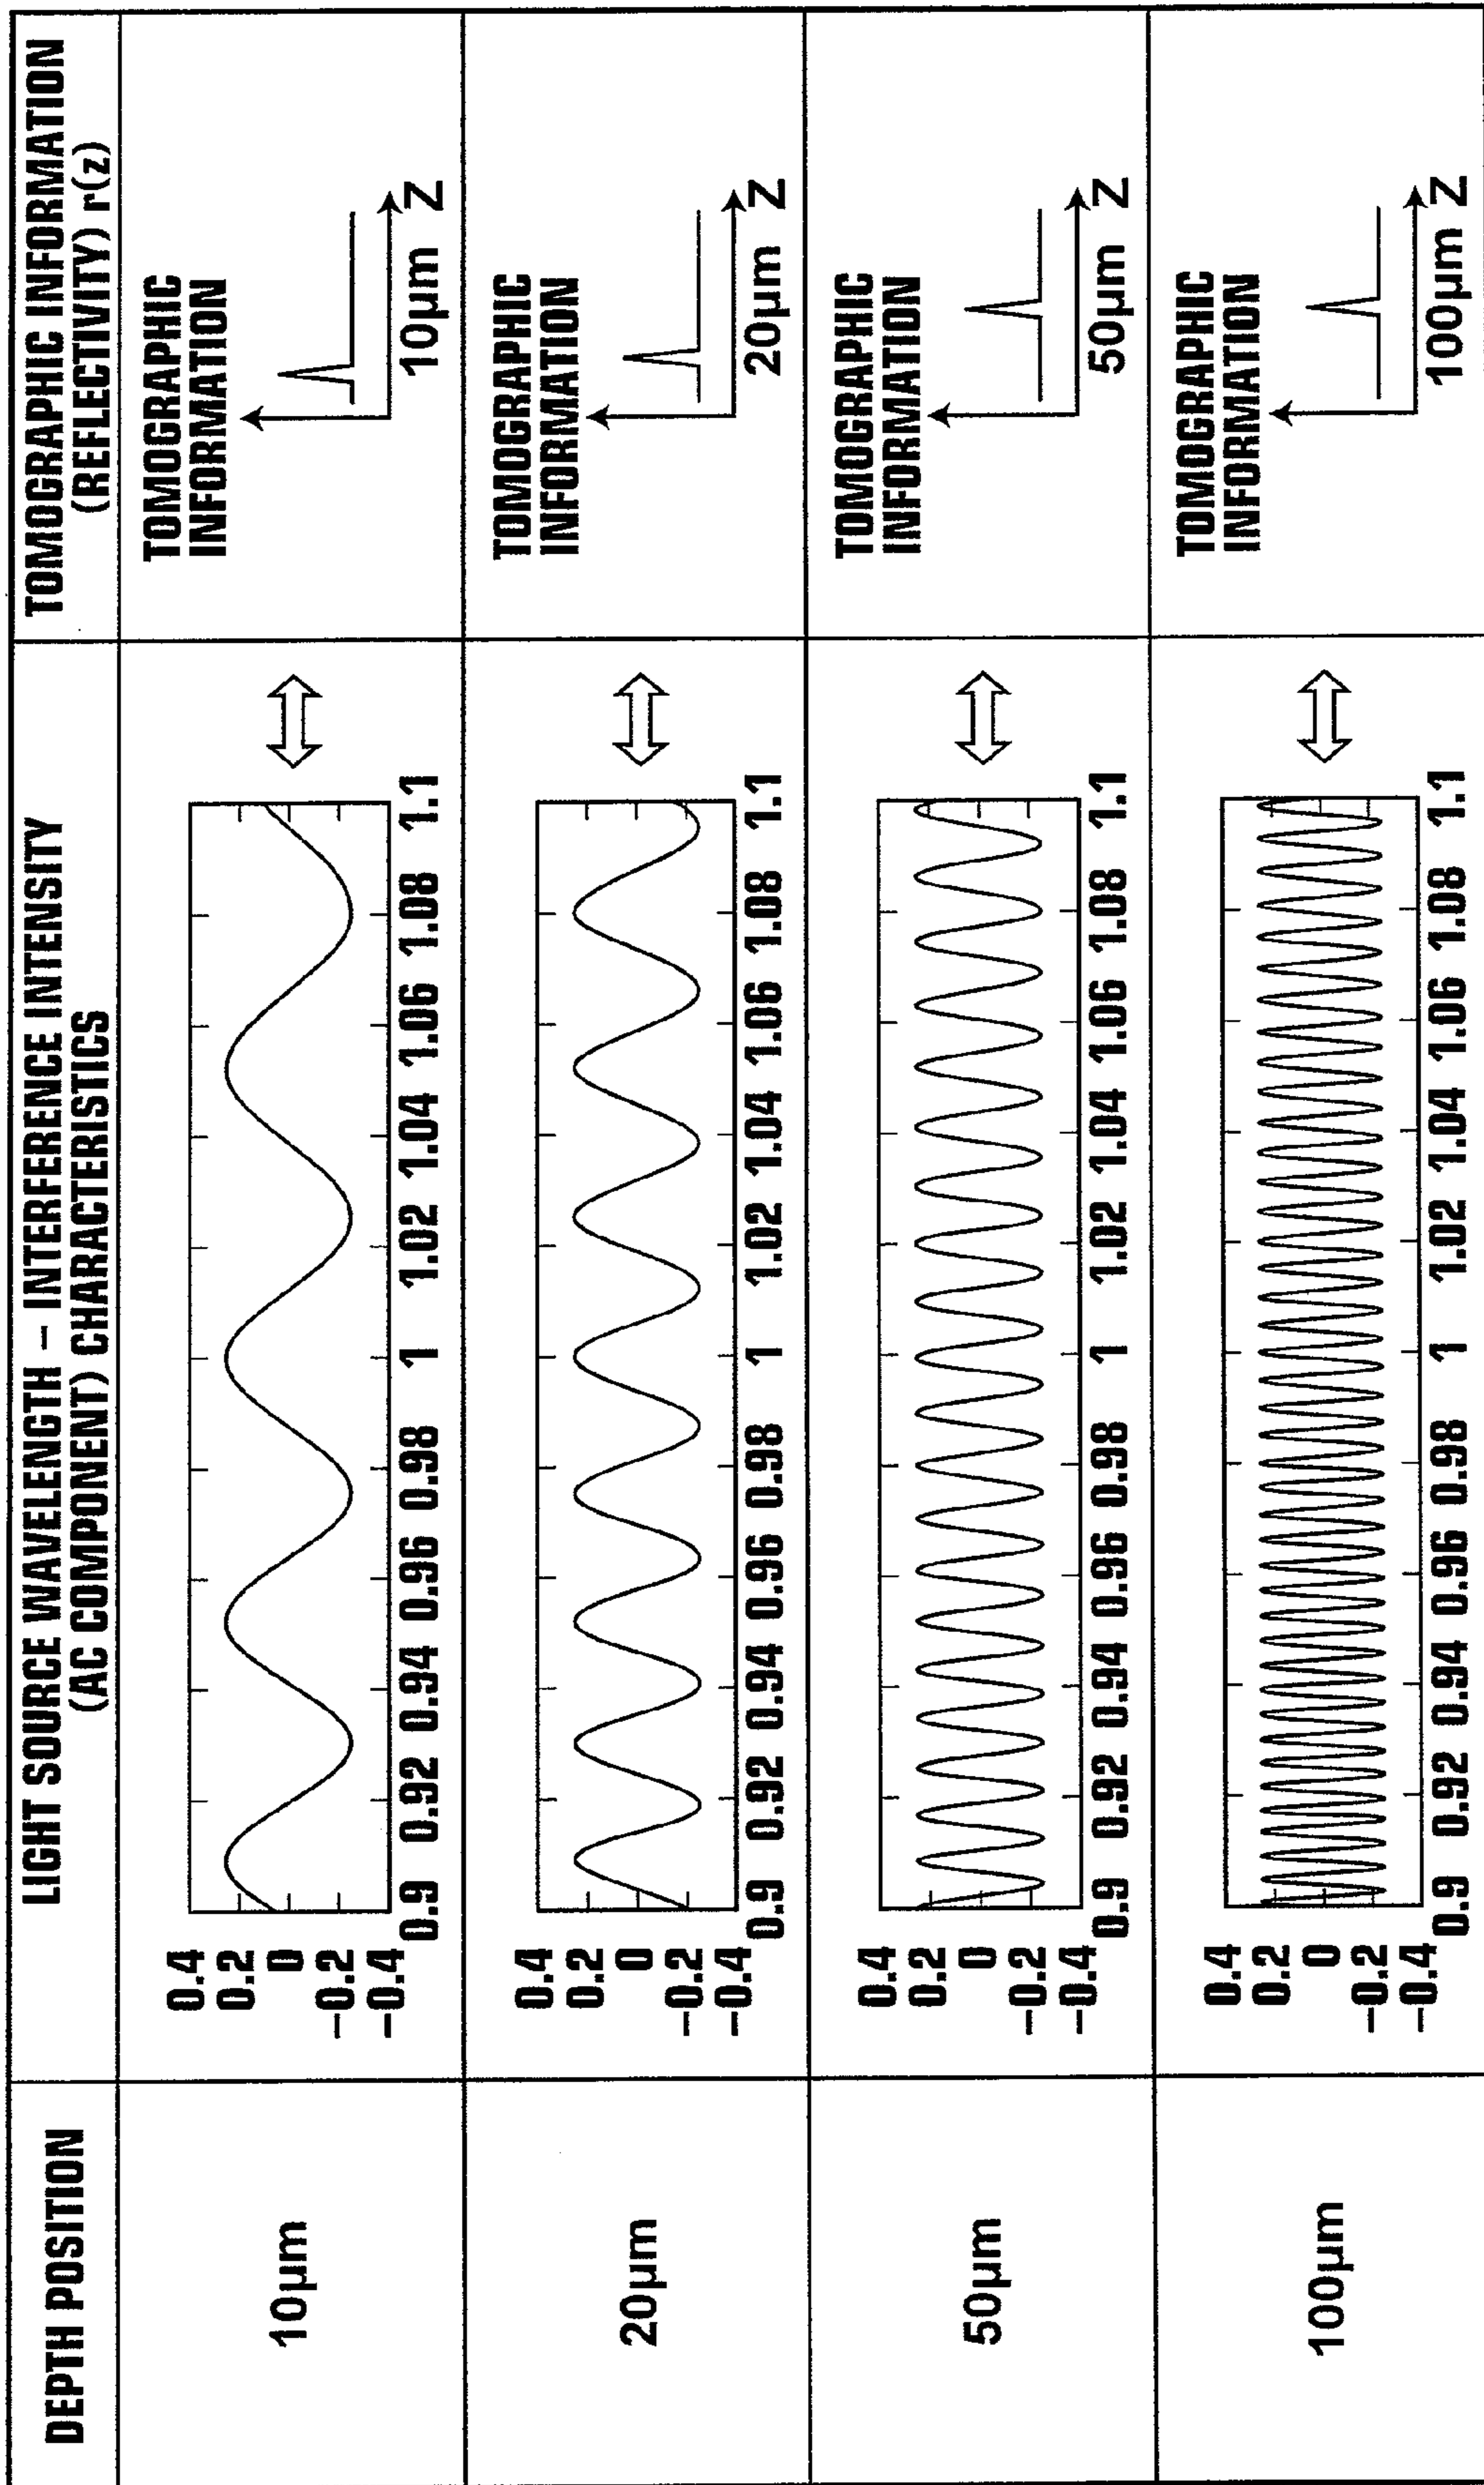 DEPTH POSITION
LIGHT SOURCE WAVELENGTH – INTERFERENCE INTENSITY
(AC COMPONENT) CHARACTERISTICS
TOMOGRAPHIC INFORMATION
(REFLECTIVITY) r(z)
10μm
0.4
0.2
0
-0.2
-0.4
0.9 0.92 0.94 0.96 0.98 1 1.02 1.04 1.06 1.08 1.1
TOMOGRAPHIC
INFORMATION
10μm Z
20μm
0.4
0.2
0
-0.2
-0.4
0.9 0.92 0.94 0.96 0.98 1 1.02 1.04 1.06 1.08 1.1
TOMOGRAPHIC
INFORMATION
20μm Z
50μm
0.4
0.2
0
-0.2
-0.4
0.9 0.92 0.94 0.96 0.98 1 1.02 1.04 1.06 1.08 1.1
TOMOGRAPHIC
INFORMATION
50μm Z
100μm
0.4
0.2
0
-0.2
-0.4
0.9 0.92 0.94 0.96 0.98 1 1.02 1.04 1.06 1.08 1.1
TOMOGRAPHIC
INFORMATION
100μm Z